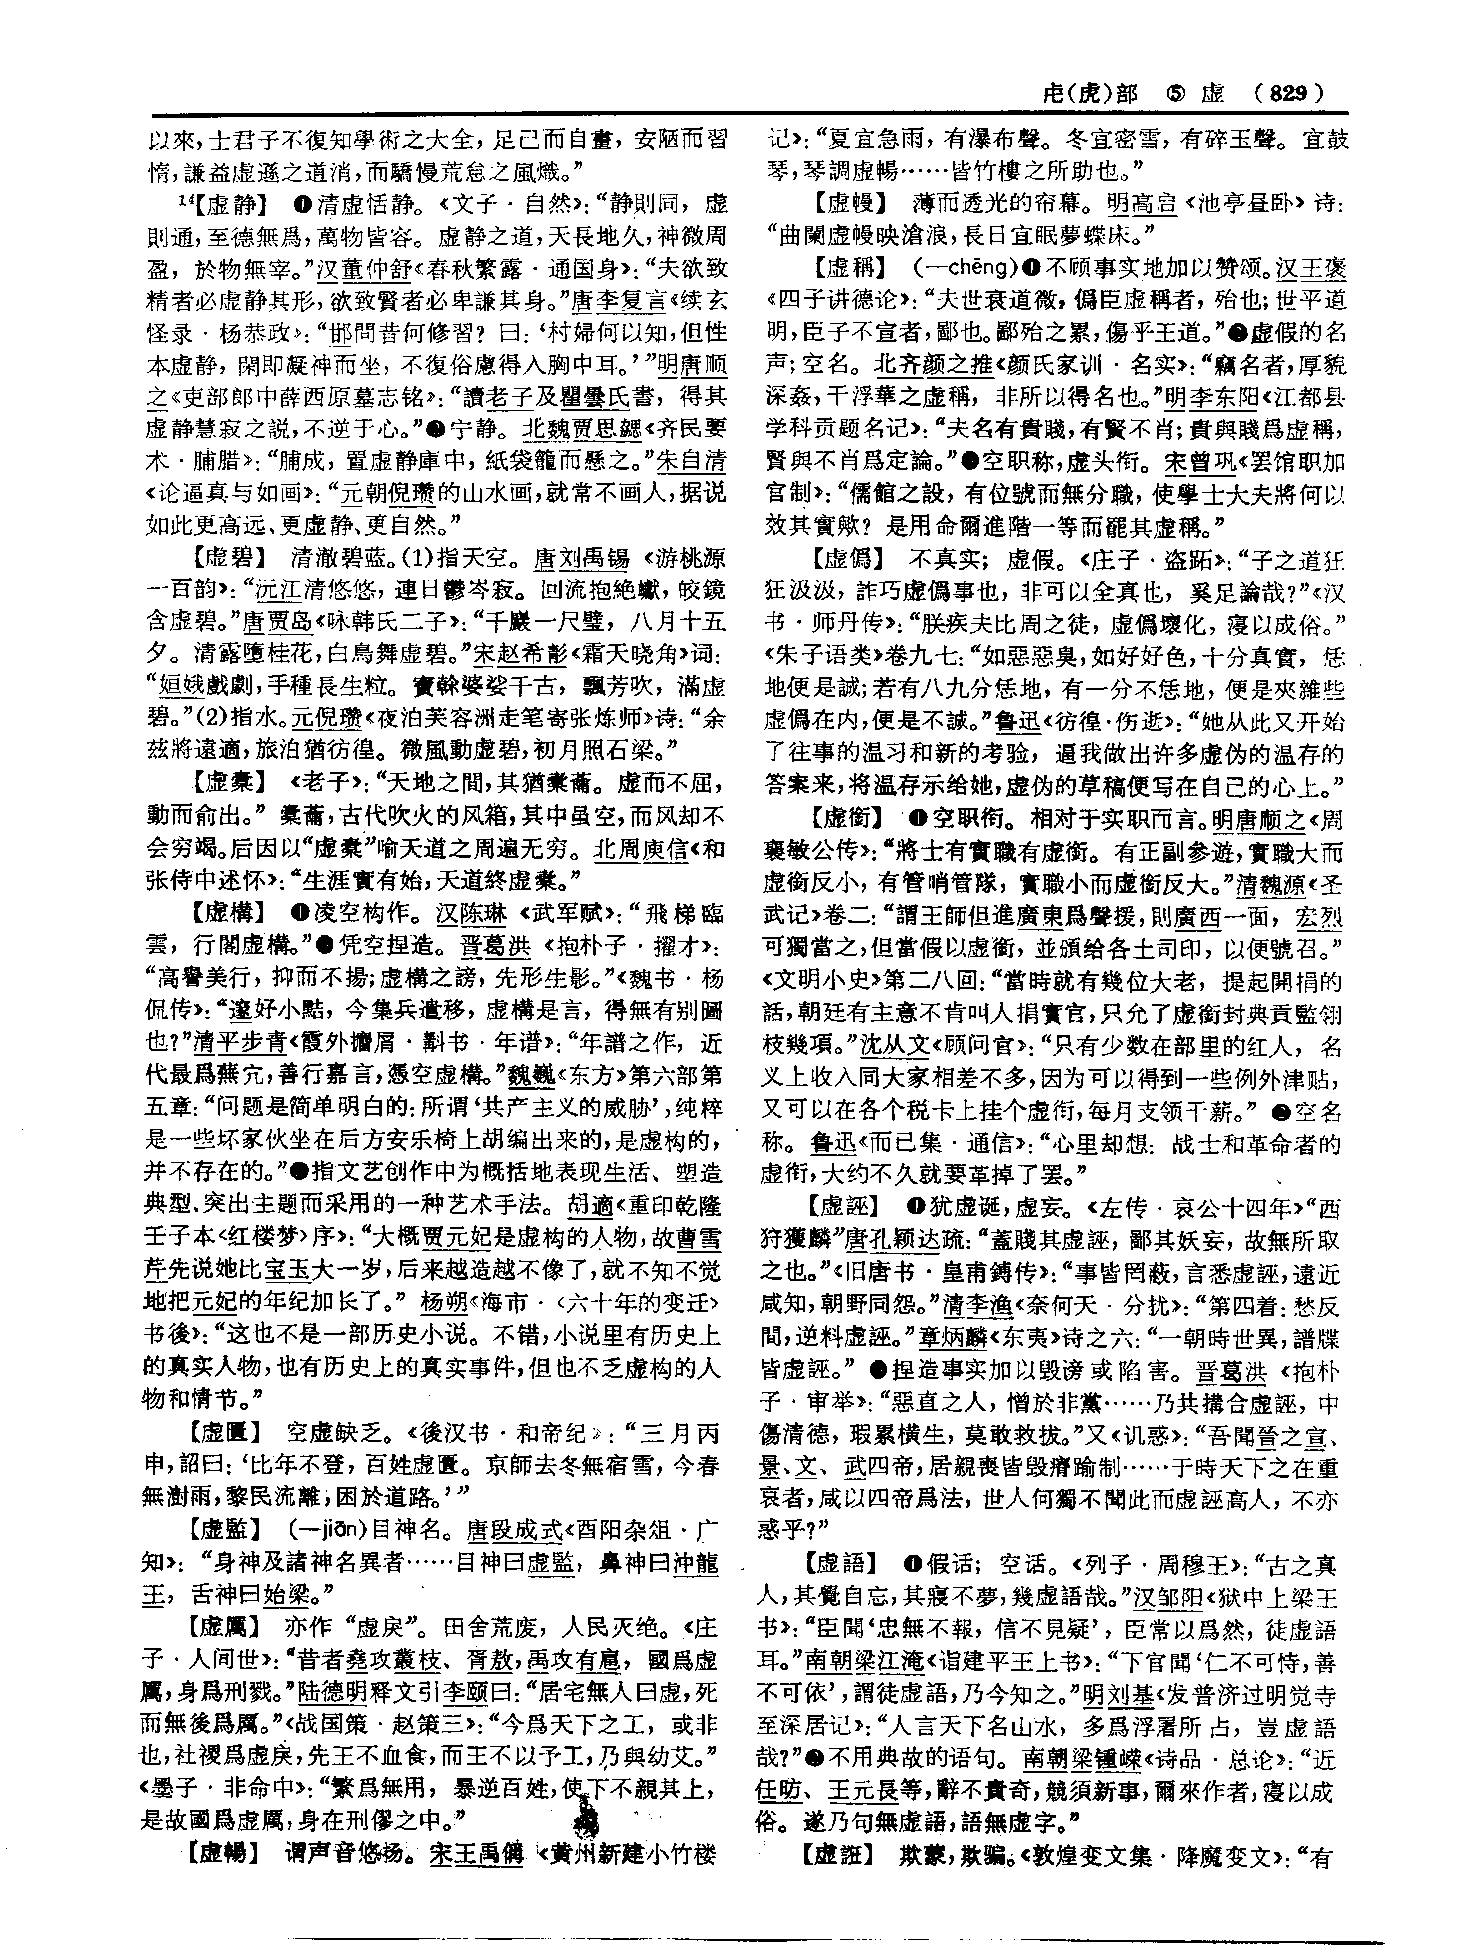 虍(虎)部 ⑤ 虚 (829)
以來,士君子不復知學術之大全,足己而自畫,安陋而習
惰,謙益虚遜之道消,而驕慢荒怠之風熾。”
¹⁴【虚静】 ❶清虚恬静。《文子·自然》:“静則同,虚
則通,至德無爲,萬物皆容。虚静之道,天長地久,神微周
盈,於物無宰。”汉董仲舒《春秋繁露·通国身》:“夫欲致
精者必虚静其形,欲致賢者必卑謙其身。”唐李复言《续玄
怪录·杨恭政》:“邯問昔何修習?曰:‘村婦何以知,但性
本虚静,閑即凝神而坐,不復俗慮得入胸中耳。’”明唐顺
之《吏部郎中薛西原墓志铭》:“讀老子及瞿曇氏書,得其
虚静慧寂之説,不逆于心。”❷宁静。北魏贾思勰《齐民要
术·脯腊》:“脯成,置虚静庫中,紙袋籠而懸之。”朱自清
《论逼真与如画》:“元朝倪瓒的山水画,就常不画人,据说
如此更高远、更虚静、更自然。”
【虚碧】 清澈碧蓝。(1)指天空。唐刘禹锡《游桃源
一百韵》:“沅江清悠悠,連日鬱岑寂。回流抱絶巘,皎鏡
含虚碧。”唐贾岛《咏韩氏二子》:“千巖一尺璧,八月十五
夕。清露墮桂花,白鳥舞虚碧。”宋赵希彰《霜天晓角》词:
“姮娥戲劇,手種長生粒。寶榦婆娑千古,飄芳吹,滿虚
碧。”(2)指水。元倪瓒《夜泊芙容洲走笔寄张炼师》诗:“余
兹將遠適,旅泊猶彷徨。微風動虚碧,初月照石梁。”
【虚橐】 《老子》:“天地之間,其猶橐籥。虚而不屈,
動而俞出。”橐籥,古代吹火的风箱,其中虽空,而风却不
会穷竭。后因以“虚橐”喻天道之周遍无穷。北周庾信《和
张侍中述怀》:“生涯實有始,天道終虚橐。”
【虚構】 ❶凌空构作。汉陈琳《武军赋》:“飛梯臨
雲,行閣虚構。”❷凭空捏造。晋葛洪《抱朴子·擢才》:
“高譽美行,抑而不揚;虚構之謗,先形生影。”《魏书·杨
侃传》:“邃好小黠,今集兵遣移,虚構是言,得無有别圖
也?”清平步青《霞外攟屑·斠书·年谱》:“年譜之作,近
代最爲蕪宂,善行嘉言,憑空虚構。”魏巍《东方》第六部第
五章:“问题是简单明白的:所谓‘共产主义的威胁’,纯粹
是一些坏家伙坐在后方安乐椅上胡编出来的,是虚构的,
并不存在的。”❸指文艺创作中为概括地表现生活、塑造
典型、突出主题而采用的一种艺术手法。胡適《重印乾隆
壬子本〈红楼梦〉序》:“大概贾元妃是虚构的人物,故曹雪
芹先说她比宝玉大一岁,后来越造越不像了,就不知不觉
地把元妃的年纪加长了。”杨朔《海市·〈六十年的变迁〉
书後》:“这也不是一部历史小说。不错,小说里有历史上
的真实人物,也有历史上的真实事件,但也不乏虚构的人
物和情节。”
【虚匱】 空虚缺乏。《後汉书·和帝纪》:“三月丙
申,詔曰:‘比年不登,百姓虚匱。京師去冬無宿雪,今春
無澍雨,黎民流離,困於道路。’”
【虚監】 (—jiān)目神名。唐段成式《酉阳杂俎·广
知》:“身神及諸神名異者……目神曰虚監,鼻神曰沖龍
王,舌神曰始梁。”
【虚厲】 亦作“虚戾”。田舍荒废,人民灭绝。《庄
子·人间世》:“昔者堯攻叢枝、胥敖,禹攻有扈,國爲虚
厲,身爲刑戮。”陆德明释文引李颐曰:“居宅無人曰虚,死
而無後爲厲。”《战国策·赵策三》:“今爲天下之工,或非
也,社稷爲虚戾,先王不血食,而王不以予工,乃與幼艾。”
《墨子·非命中》:“繁爲無用,暴逆百姓,使下不親其上,
是故國爲虚厲,身在刑僇之中。”
【虚暢】 谓声音悠扬。宋王禹偁《黄州新建小竹楼
记》:“夏宜急雨,有瀑布聲。冬宜密雪,有碎玉聲。宜鼓
琴,琴調虚暢……皆竹樓之所助也。”
【虚幔】 薄而透光的帘幕。明高启《池亭昼卧》诗:
“曲闌虚幔映滄浪,長日宜眠夢蝶床。”
【虚稱】 (—chēng)❶不顾事实地加以赞颂。汉王褒
《四子讲德论》:“夫世衰道微,僞臣虚稱者,殆也;世平道
明,臣子不宣者,鄙也。鄙殆之累,傷乎王道。”❷虚假的名
声;空名。北齐颜之推《颜氏家训·名实》:“竊名者,厚貌
深姦,干浮華之虚稱,非所以得名也。”明李东阳《江都县
学科贡题名记》:“夫名有貴賤,有賢不肖;貴與賤爲虚稱,
賢與不肖爲定論。”❸空职称,虚头衔。宋曾巩《罢馆职加
官制》:“儒館之設,有位號而無分職,使學士大夫將何以
效其實歟?是用命爾進階一等而罷其虚稱。”
【虚僞】 不真实;虚假。《庄子·盗跖》:“子之道狂
狂汲汲,詐巧虚僞事也,非可以全真也,奚足論哉?”《汉
书·师丹传》:“朕疾夫比周之徒,虚僞壞化,寖以成俗。”
《朱子语类》卷九七:“如惡惡臭,如好好色,十分真實,恁
地便是誠;若有八九分恁地,有一分不恁地,便是夾雜些
虚僞在内,便是不誠。”鲁迅《彷徨·伤逝》:“她从此又开始
了往事的温习和新的考验,逼我做出许多虚伪的温存的
答案来,将温存示给她,虚伪的草稿便写在自己的心上。”
【虚銜】 ❶空职衔。相对于实职而言。明唐顺之《周
襄敏公传》:“將士有實職有虚銜。有正副參遊,實職大而
虚銜反小,有管哨管隊,實職小而虚銜反大。”清魏源《圣
武记》卷二:“謂王師但進廣東爲聲援,則廣西一面,宏烈
可獨當之,但當假以虚銜,並頒給各土司印,以便號召。”
《文明小史》第二八回:“當時就有幾位大老,提起開捐的
話,朝廷有主意不肯叫人捐實官,只允了虚銜封典貢監翎
枝幾項。”沈从文《顾问官》:“只有少数在部里的红人,名
义上收入同大家相差不多,因为可以得到一些例外津贴,
又可以在各个税卡上挂个虚衔,每月支领干薪。”❷空名
称。鲁迅《而已集·通信》:“心里却想:战士和革命者的
虚衔,大约不久就要革掉了罢。”
【虚誣】 ❶犹虚诞,虚妄。《左传·哀公十四年》“西
狩獲麟”唐孔颖达疏:“蓋賤其虚誣,鄙其妖妄,故無所取
之也。”《旧唐书·皇甫鎛传》:“事皆罔蔽,言悉虚誣,遠近
咸知,朝野同怨。”清李渔《奈何天·分扰》:“第四着:愁反
間,逆料虚誣。”章炳麟《东夷》诗之六:“一朝時世異,譜牒
皆虚誣。”❷捏造事实加以毁谤或陷害。晋葛洪《抱朴
子·审举》:“惡直之人,憎於非黨……乃共搆合虚誣,中
傷清德,瑕累横生,莫敢救拔。”又《讥惑》:“吾聞晉之宣、
景、文、武四帝,居親喪皆毁瘠踰制……于時天下之在重
哀者,咸以四帝爲法,世人何獨不聞此而虚誣高人,不亦
惑乎?”
【虚語】 ❶假话;空话。《列子·周穆王》:“古之真
人,其覺自忘,其寢不夢,幾虚語哉。”汉邹阳《狱中上梁王
书》:“臣聞‘忠無不報,信不見疑’,臣常以爲然,徒虚語
耳。”南朝梁江淹《诣建平王上书》:“下官聞‘仁不可恃,善
不可依’,謂徒虚語,乃今知之。”明刘基《发普济过明觉寺
至深居记》:“人言天下名山水,多爲浮屠所占,豈虚語
哉?”❷不用典故的语句。南朝梁锺嵘《诗品·总论》:“近
任昉、王元長等,辭不貴奇,競須新事,爾來作者,寖以成
俗。遂乃句無虚語,語無虚字。”
【虚誑】 欺蒙,欺骗。《敦煌变文集·降魔变文》:“有